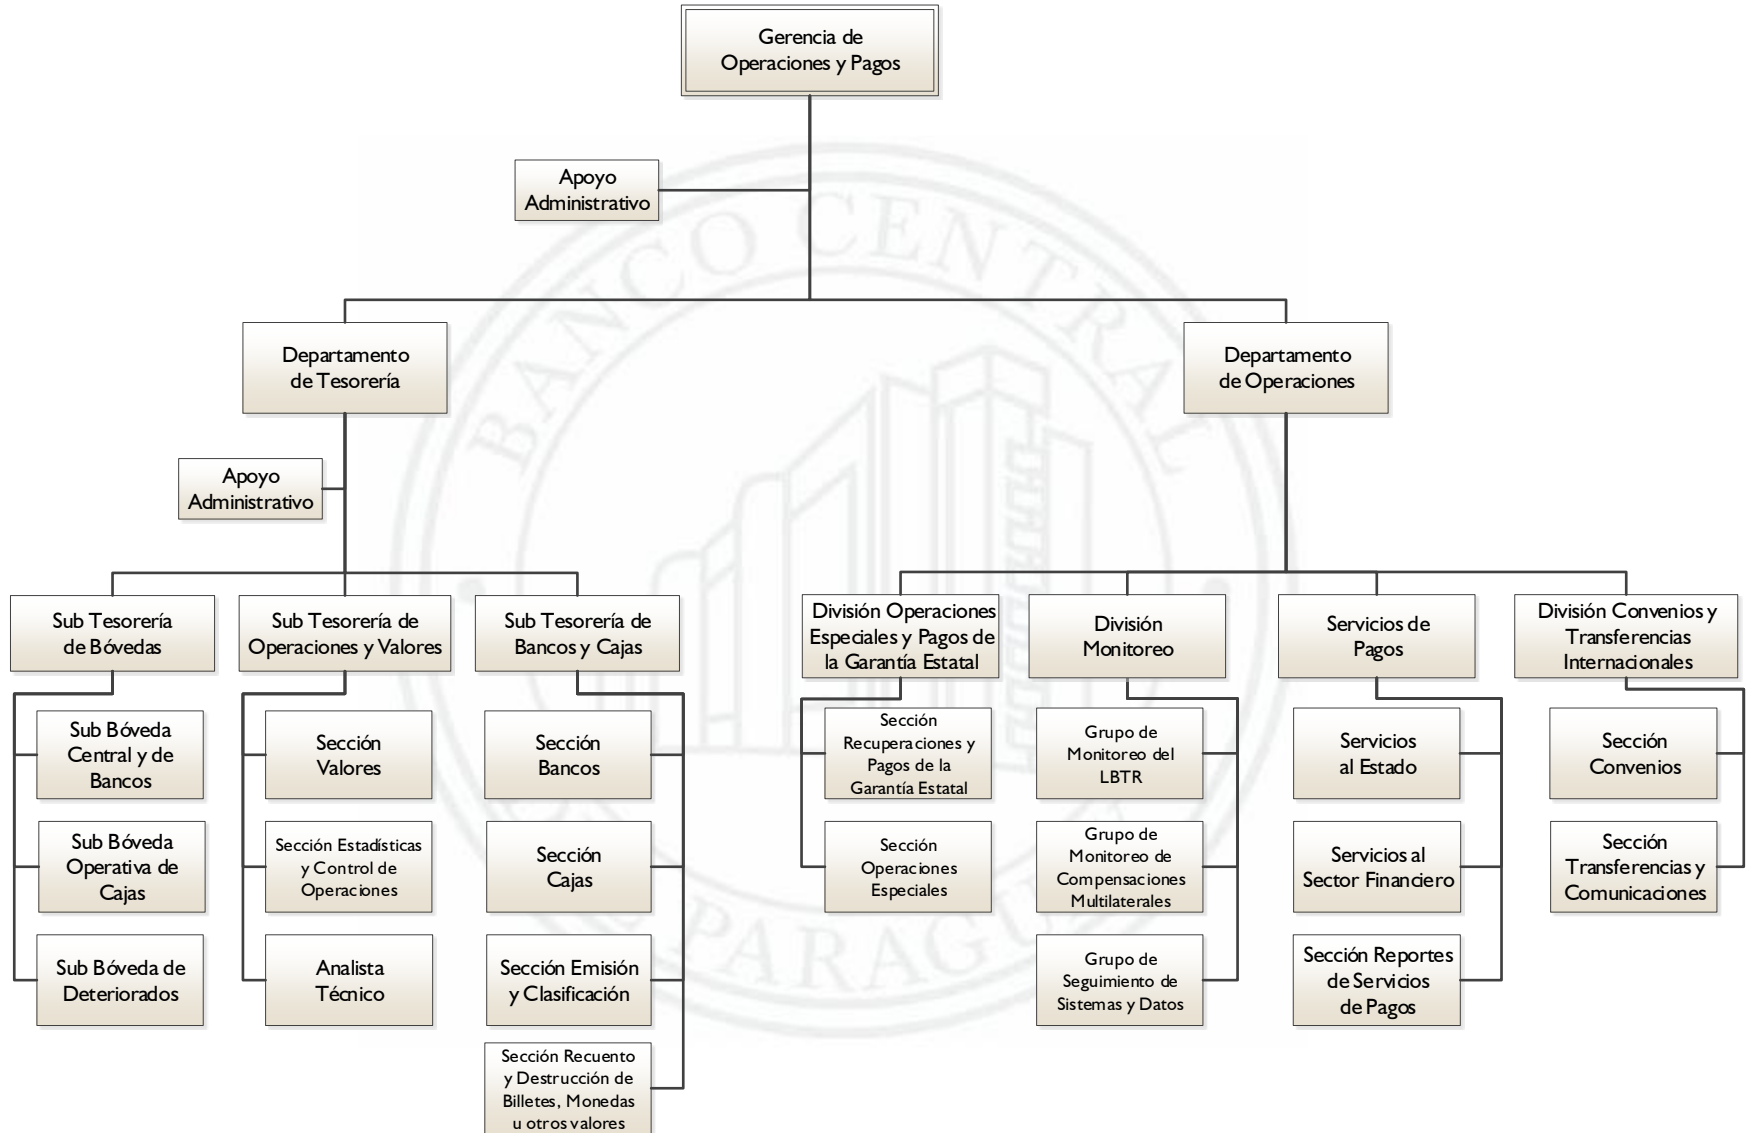 Gerencia de
Operaciones y Pagos
Apoyo
Administrativo
BANCO CENTRAL
DEL PARAGUAY
Departamento
de Tesorería
Departamento
de Operaciones
Apoyo
Administrativo
Sub Tesorería
de Bóvedas
Sub Tesorería de
Operaciones y Valores
Sub Tesorería de
Bancos y Cajas
División Operaciones
Especiales y Pagos de
la Garantía Estatal
División
Monitoreo
Servicios de
Pagos
División Convenios y
Transferencias
Internacionales
Sub Bóveda
Central y de
Bancos
Sección
Valores
Sección
Bancos
Sección
Recuperaciones y
Pagos de la
Garantía Estatal
Grupo de
Monitoreo del
LBTR
Servicios
al Estado
Sección
Convenios
Sub Bóveda
Operativa de
Cajas
Sección Estadísticas
y Control de
Operaciones
Sección
Cajas
Sección
Operaciones
Especiales
Grupo de
Monitoreo de
Compensaciones
Multilaterales
Servicios al
Sector Financiero
Sección
Transferencias y
Comunicaciones
Sub Bóveda de
Deteriorados
Analista
Técnico
Sección Emisión
y Clasificación
Grupo de
Seguimiento de
Sistemas y Datos
Sección Reportes
de Servicios
de Pagos
Sección Recuento
y Destrucción de
Billetes, Monedas
u otros valores